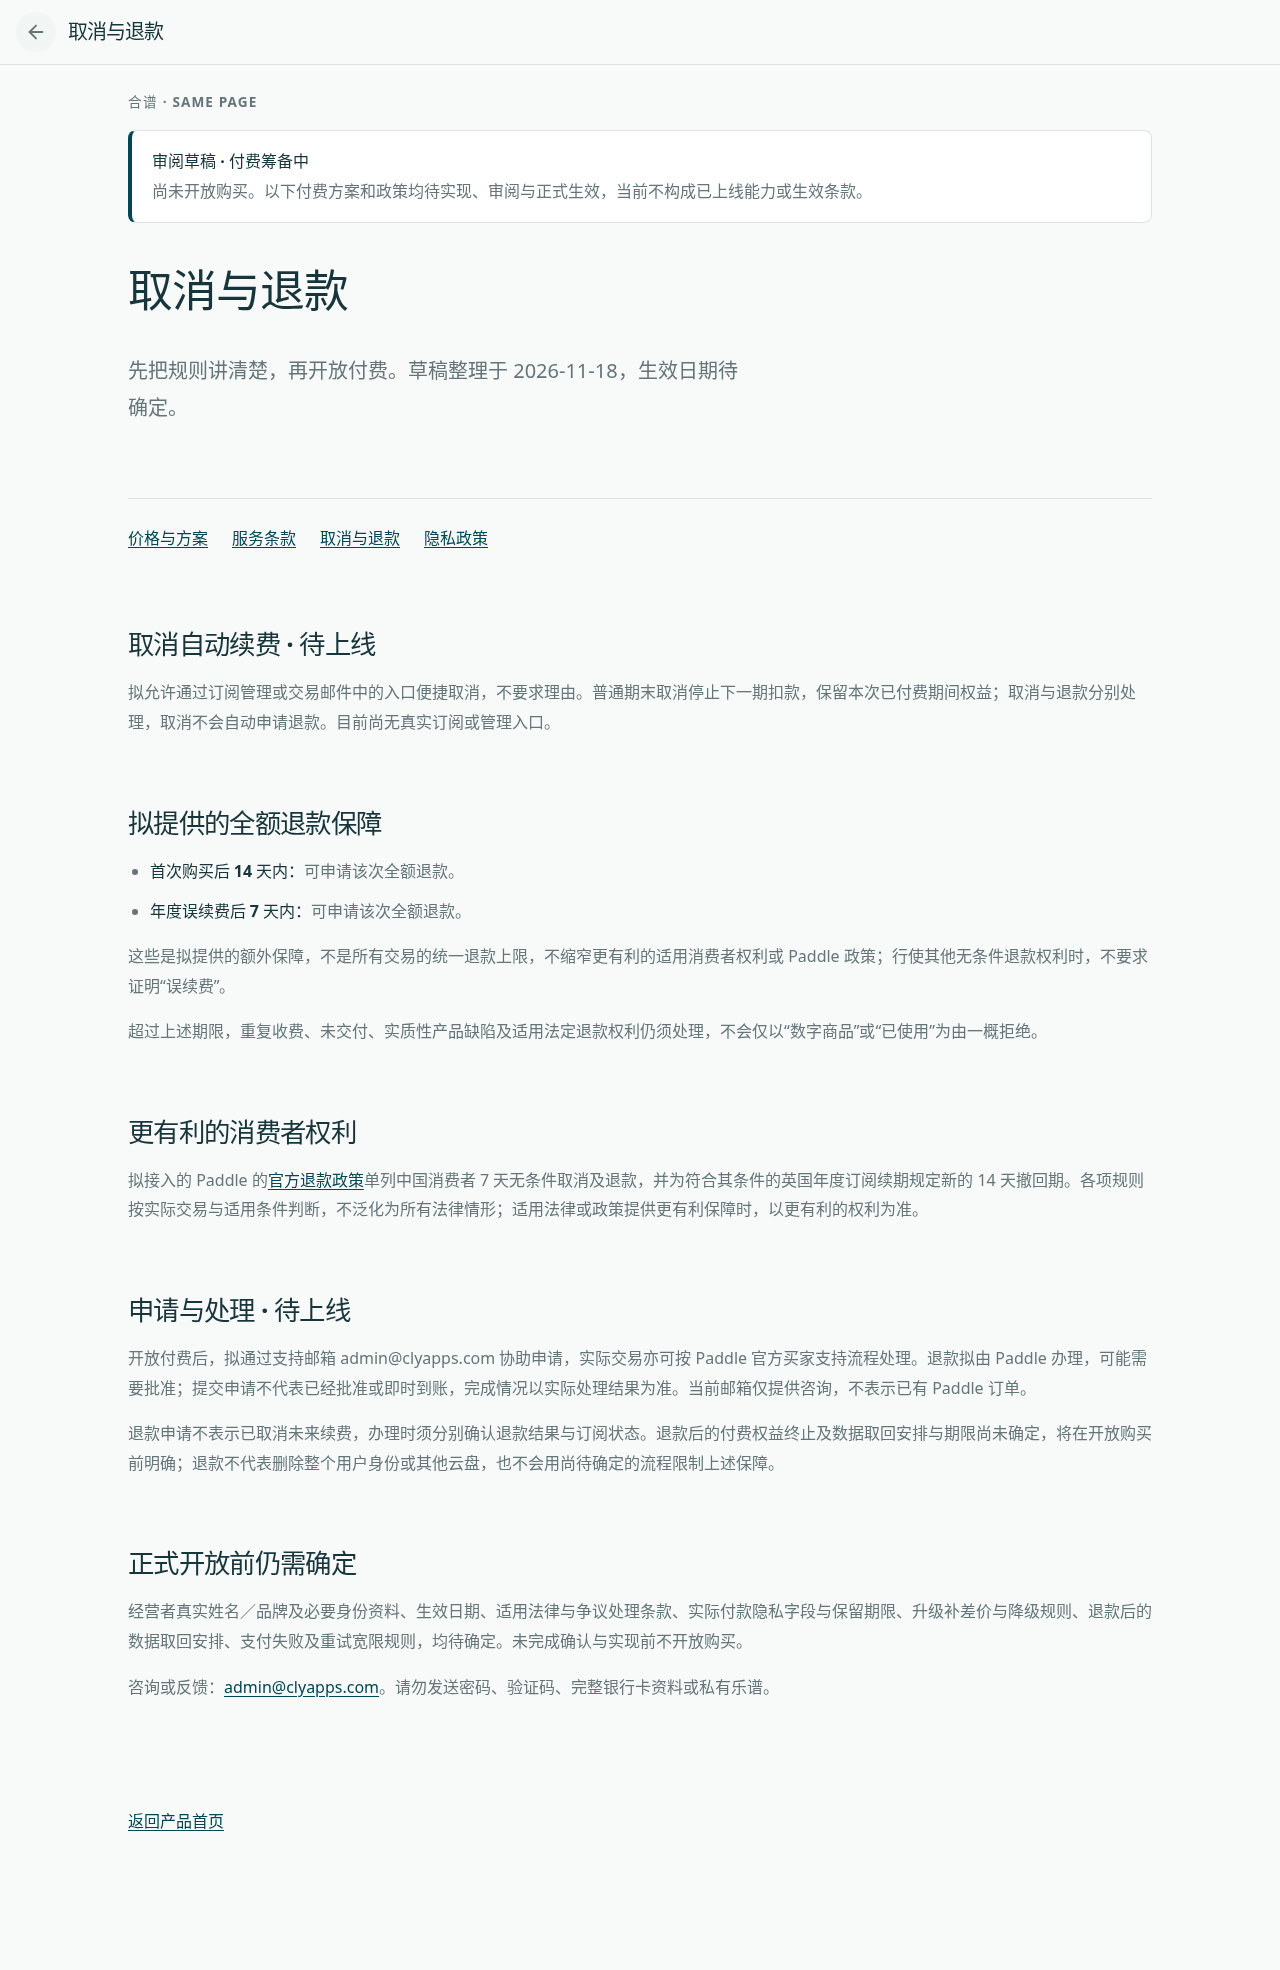 取消与退款
合谱 · SAME PAGE
审阅草稿 · 付费筹备中
尚未开放购买。以下付费方案和政策均待实现、审阅与正式生效，当前不构成已上线能力或生效条款。
取消与退款
先把规则讲清楚，再开放付费。草稿整理于 2026-11-18，生效日期待
确定。
价格与方案 服务条款 取消与退款 隐私政策
取消自动续费 · 待上线
拟允许通过订阅管理或交易邮件中的入口便捷取消，不要求理由。普通期末取消停止下一期扣款，保留本次已付费期间权益；取消与退款分别处
理，取消不会自动申请退款。目前尚无真实订阅或管理入口。
拟提供的全额退款保障
• 首次购买后 14 天内：可申请该次全额退款。
• 年度误续费后 7 天内：可申请该次全额退款。
这些是拟提供的额外保障，不是所有交易的统一退款上限，不缩窄更有利的适用消费者权利或 Paddle 政策；行使其他无条件退款权利时，不要求
证明“误续费”。
超过上述期限，重复收费、未交付、实质性产品缺陷及适用法定退款权利仍须处理，不会仅以“数字商品”或“已使用”为由一概拒绝。
更有利的消费者权利
拟接入的 Paddle 的官方退款政策单列中国消费者 7 天无条件取消及退款，并为符合其条件的英国年度订阅续期规定新的 14 天撤回期。各项规则
按实际交易与适用条件判断，不泛化为所有法律情形；适用法律或政策提供更有利保障时，以更有利的权利为准。
申请与处理 · 待上线
开放付费后，拟通过支持邮箱 admin@clyapps.com 协助申请，实际交易亦可按 Paddle 官方买家支持流程处理。退款拟由 Paddle 办理，可能需
要批准；提交申请不代表已经批准或即时到账，完成情况以实际处理结果为准。当前邮箱仅提供咨询，不表示已有 Paddle 订单。
退款申请不表示已取消未来续费，办理时须分别确认退款结果与订阅状态。退款后的付费权益终止及数据取回安排与期限尚未确定，将在开放购买
前明确；退款不代表删除整个用户身份或其他云盘，也不会用尚待确定的流程限制上述保障。
正式开放前仍需确定
经营者真实姓名／品牌及必要身份资料、生效日期、适用法律与争议处理条款、实际付款隐私字段与保留期限、升级补差价与降级规则、退款后的
数据取回安排、支付失败及重试宽限规则，均待确定。未完成确认与实现前不开放购买。
咨询或反馈：admin@clyapps.com。请勿发送密码、验证码、完整银行卡资料或私有乐谱。
返回产品首页